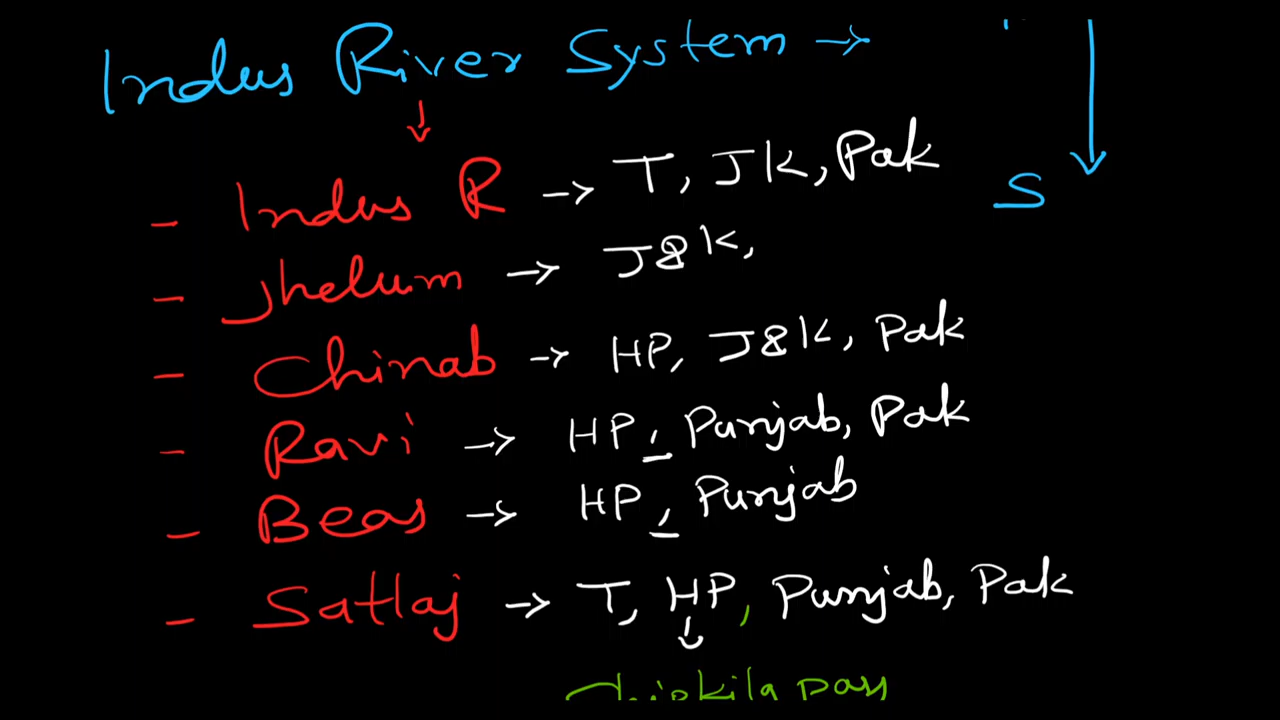 Indus River System →
- Indus R → T, JK, Pak
S
- Jhelum → J&K,
- Chinab → HP, J&K, Pak
- Ravi → HP, Punjab, Pak
- Beas → HP, Punjab
- Satlaj → T, HP, Punjab, Pak
pass